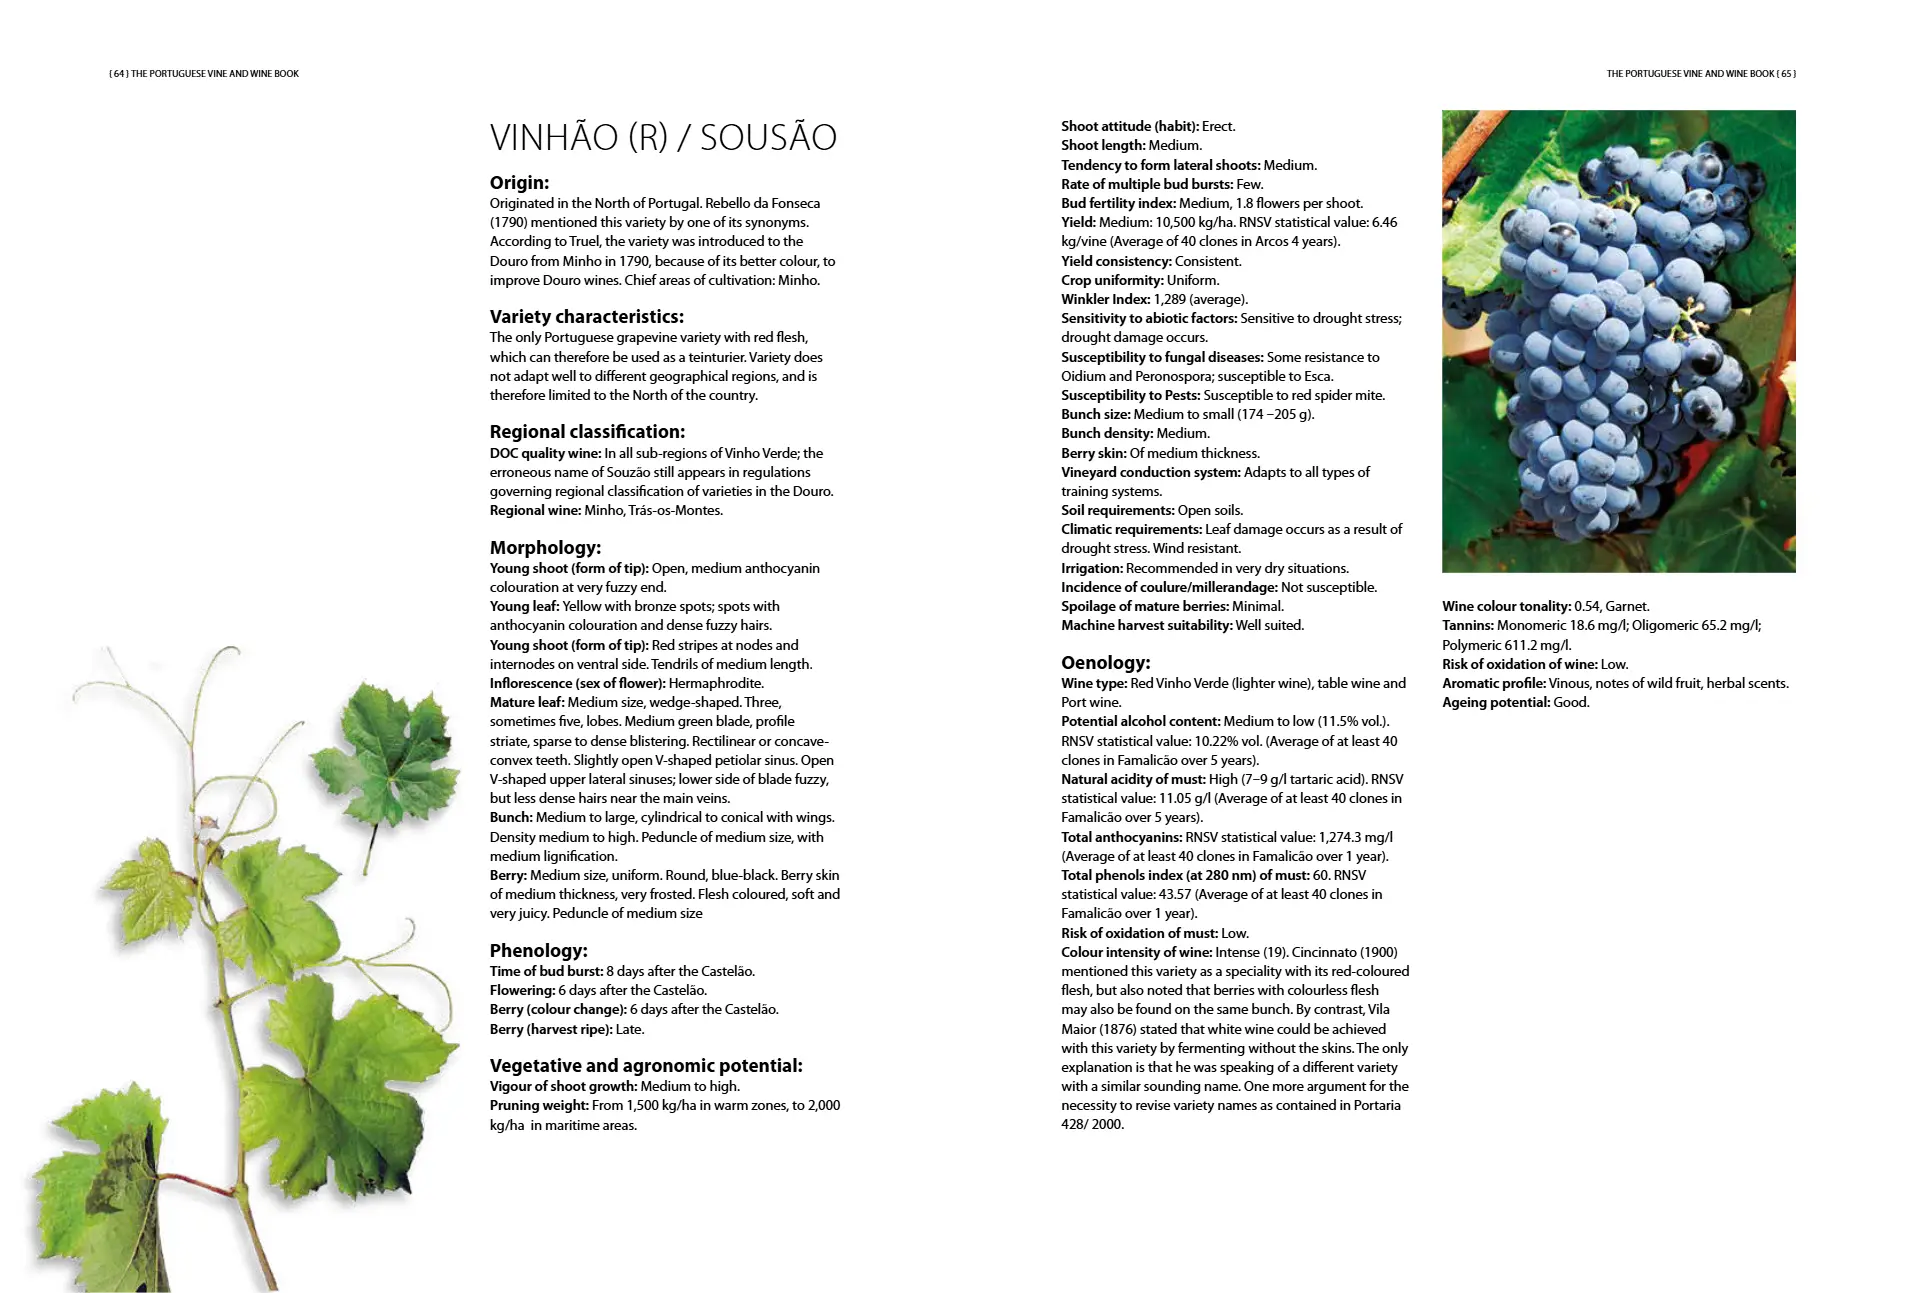 { 64 } THE PORTUGUESE VINE AND WINE BOOK
THE PORTUGUESE VINE AND WINE BOOK { 65 }
VINHÃO (R) / SOUSÃO
Origin:
Originated in the North of Portugal. Rebello da Fonseca
(1790) mentioned this variety by one of its synonyms.
According to Truel, the variety was introduced to the
Douro from Minho in 1790, because of its better colour, to
improve Douro wines. Chief areas of cultivation: Minho.
Variety characteristics:
The only Portuguese grapevine variety with red flesh,
which can therefore be used as a teinturier. Variety does
not adapt well to different geographical regions, and is
therefore limited to the North of the country.
Regional classification:
DOC quality wine: In all sub-regions of Vinho Verde; the
erroneous name of Souzão still appears in regulations
governing regional classification of varieties in the Douro.
Regional wine: Minho, Trás-os-Montes.
Morphology:
Young shoot (form of tip): Open, medium anthocyanin
colouration at very fuzzy end.
Young leaf: Yellow with bronze spots; spots with
anthocyanin colouration and dense fuzzy hairs.
Young shoot (form of tip): Red stripes at nodes and
internodes on ventral side. Tendrils of medium length.
Inflorescence (sex of flower): Hermaphrodite.
Mature leaf: Medium size, wedge-shaped. Three,
sometimes five, lobes. Medium green blade, profile
striate, sparse to dense blistering. Rectilinear or concave-
convex teeth. Slightly open V-shaped petiolar sinus. Open
V-shaped upper lateral sinuses; lower side of blade fuzzy,
but less dense hairs near the main veins.
Bunch: Medium to large, cylindrical to conical with wings.
Density medium to high. Peduncle of medium size, with
medium lignification.
Berry: Medium size, uniform. Round, blue-black. Berry skin
of medium thickness, very frosted. Flesh coloured, soft and
very juicy. Peduncle of medium size
Phenology:
Time of bud burst: 8 days after the Castelão.
Flowering: 6 days after the Castelão.
Berry (colour change): 6 days after the Castelão.
Berry (harvest ripe): Late.
Vegetative and agronomic potential:
Vigour of shoot growth: Medium to high.
Pruning weight: From 1,500 kg/ha in warm zones, to 2,000
kg/ha in maritime areas.
Shoot attitude (habit): Erect.
Shoot length: Medium.
Tendency to form lateral shoots: Medium.
Rate of multiple bud bursts: Few.
Bud fertility index: Medium, 1.8 flowers per shoot.
Yield: Medium: 10,500 kg/ha. RNSV statistical value: 6.46
kg/vine (Average of 40 clones in Arcos 4 years).
Yield consistency: Consistent.
Crop uniformity: Uniform.
Winkler Index: 1,289 (average).
Sensitivity to abiotic factors: Sensitive to drought stress;
drought damage occurs.
Susceptibility to fungal diseases: Some resistance to
Oidium and Peronospora; susceptible to Esca.
Susceptibility to Pests: Susceptible to red spider mite.
Bunch size: Medium to small (174 –205 g).
Bunch density: Medium.
Berry skin: Of medium thickness.
Vineyard conduction system: Adapts to all types of
training systems.
Soil requirements: Open soils.
Climatic requirements: Leaf damage occurs as a result of
drought stress. Wind resistant.
Irrigation: Recommended in very dry situations.
Incidence of coulure/millerandage: Not susceptible.
Spoilage of mature berries: Minimal.
Machine harvest suitability: Well suited.
Oenology:
Wine type: Red Vinho Verde (lighter wine), table wine and
Port wine.
Potential alcohol content: Medium to low (11.5% vol.).
RNSV statistical value: 10.22% vol. (Average of at least 40
clones in Famalicão over 5 years).
Natural acidity of must: High (7–9 g/l tartaric acid). RNSV
statistical value: 11.05 g/l (Average of at least 40 clones in
Famalicão over 5 years).
Total anthocyanins: RNSV statistical value: 1,274.3 mg/l
(Average of at least 40 clones in Famalicão over 1 year).
Total phenols index (at 280 nm) of must: 60. RNSV
statistical value: 43.57 (Average of at least 40 clones in
Famalicão over 1 year).
Risk of oxidation of must: Low.
Colour intensity of wine: Intense (19). Cincinnato (1900)
mentioned this variety as a speciality with its red-coloured
flesh, but also noted that berries with colourless flesh
may also be found on the same bunch. By contrast, Vila
Maior (1876) stated that white wine could be achieved
with this variety by fermenting without the skins. The only
explanation is that he was speaking of a different variety
with a similar sounding name. One more argument for the
necessity to revise variety names as contained in Portaria
428/ 2000.
Wine colour tonality: 0.54, Garnet.
Tannins: Monomeric 18.6 mg/l; Oligomeric 65.2 mg/l;
Polymeric 611.2 mg/l.
Risk of oxidation of wine: Low.
Aromatic profile: Vinous, notes of wild fruit, herbal scents.
Ageing potential: Good.